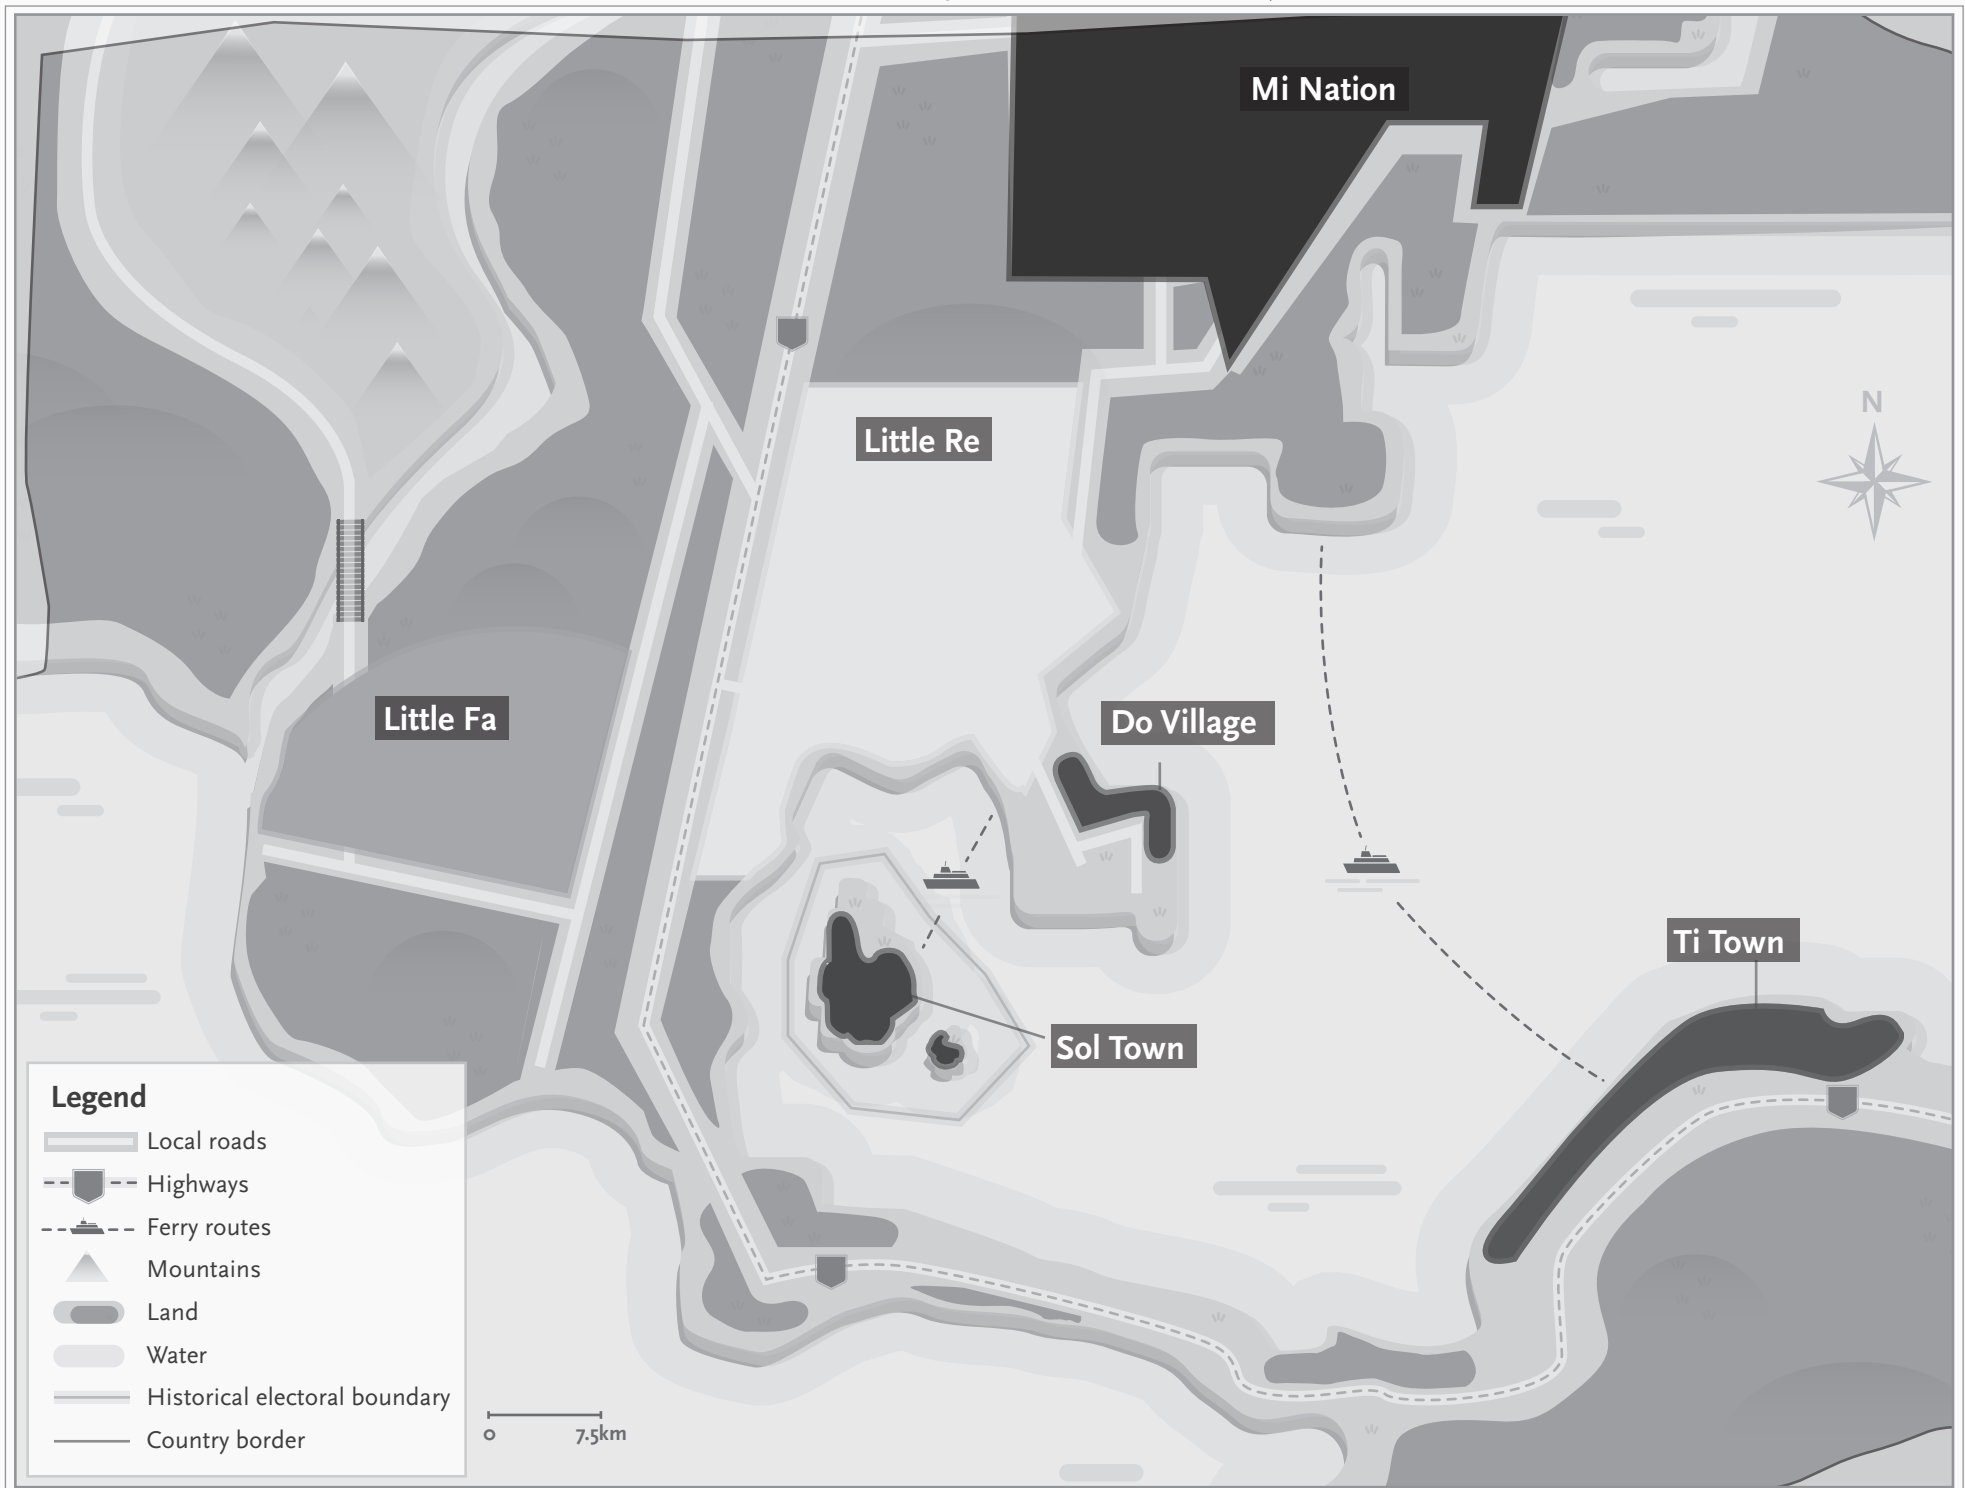 Mi Nation
Little Re
N
Do Village
Little Fa
Ti Town
Sol Town
Legend
Local roads
Highways
Ferry routes
Mountains
Land
Water
Historical electoral boundary
Country border
0 7.5km